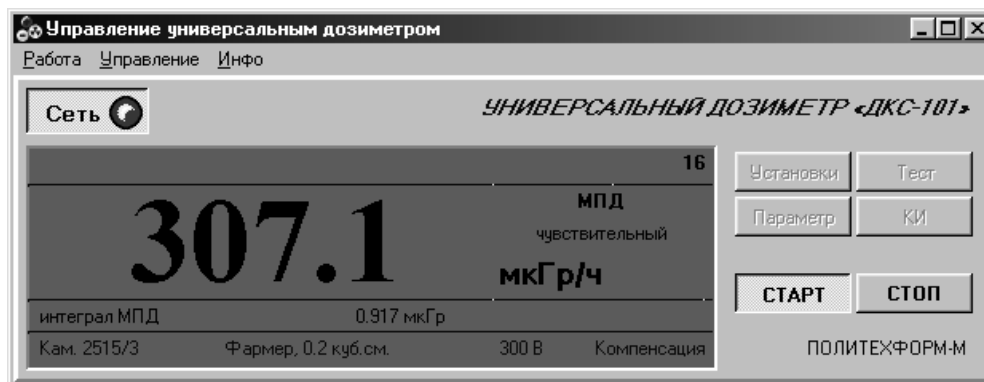 Управление универсальным дозиметром
Работа Управление Инфо
Сеть
УНИВЕРСАЛЬНЫЙ ДОЗИМЕТР «ДКС-101»
16
307.1
МПД
чувствительный
мкГр/ч
интеграл МПД 0.917 мкГр
Кам. 2515/3 Фармер, 0.2 куб.см. 300 В Компенсация
Установки Тест
Параметр КИ
СТАРТ СТОП
ПОЛИТЕХФОРМ-М